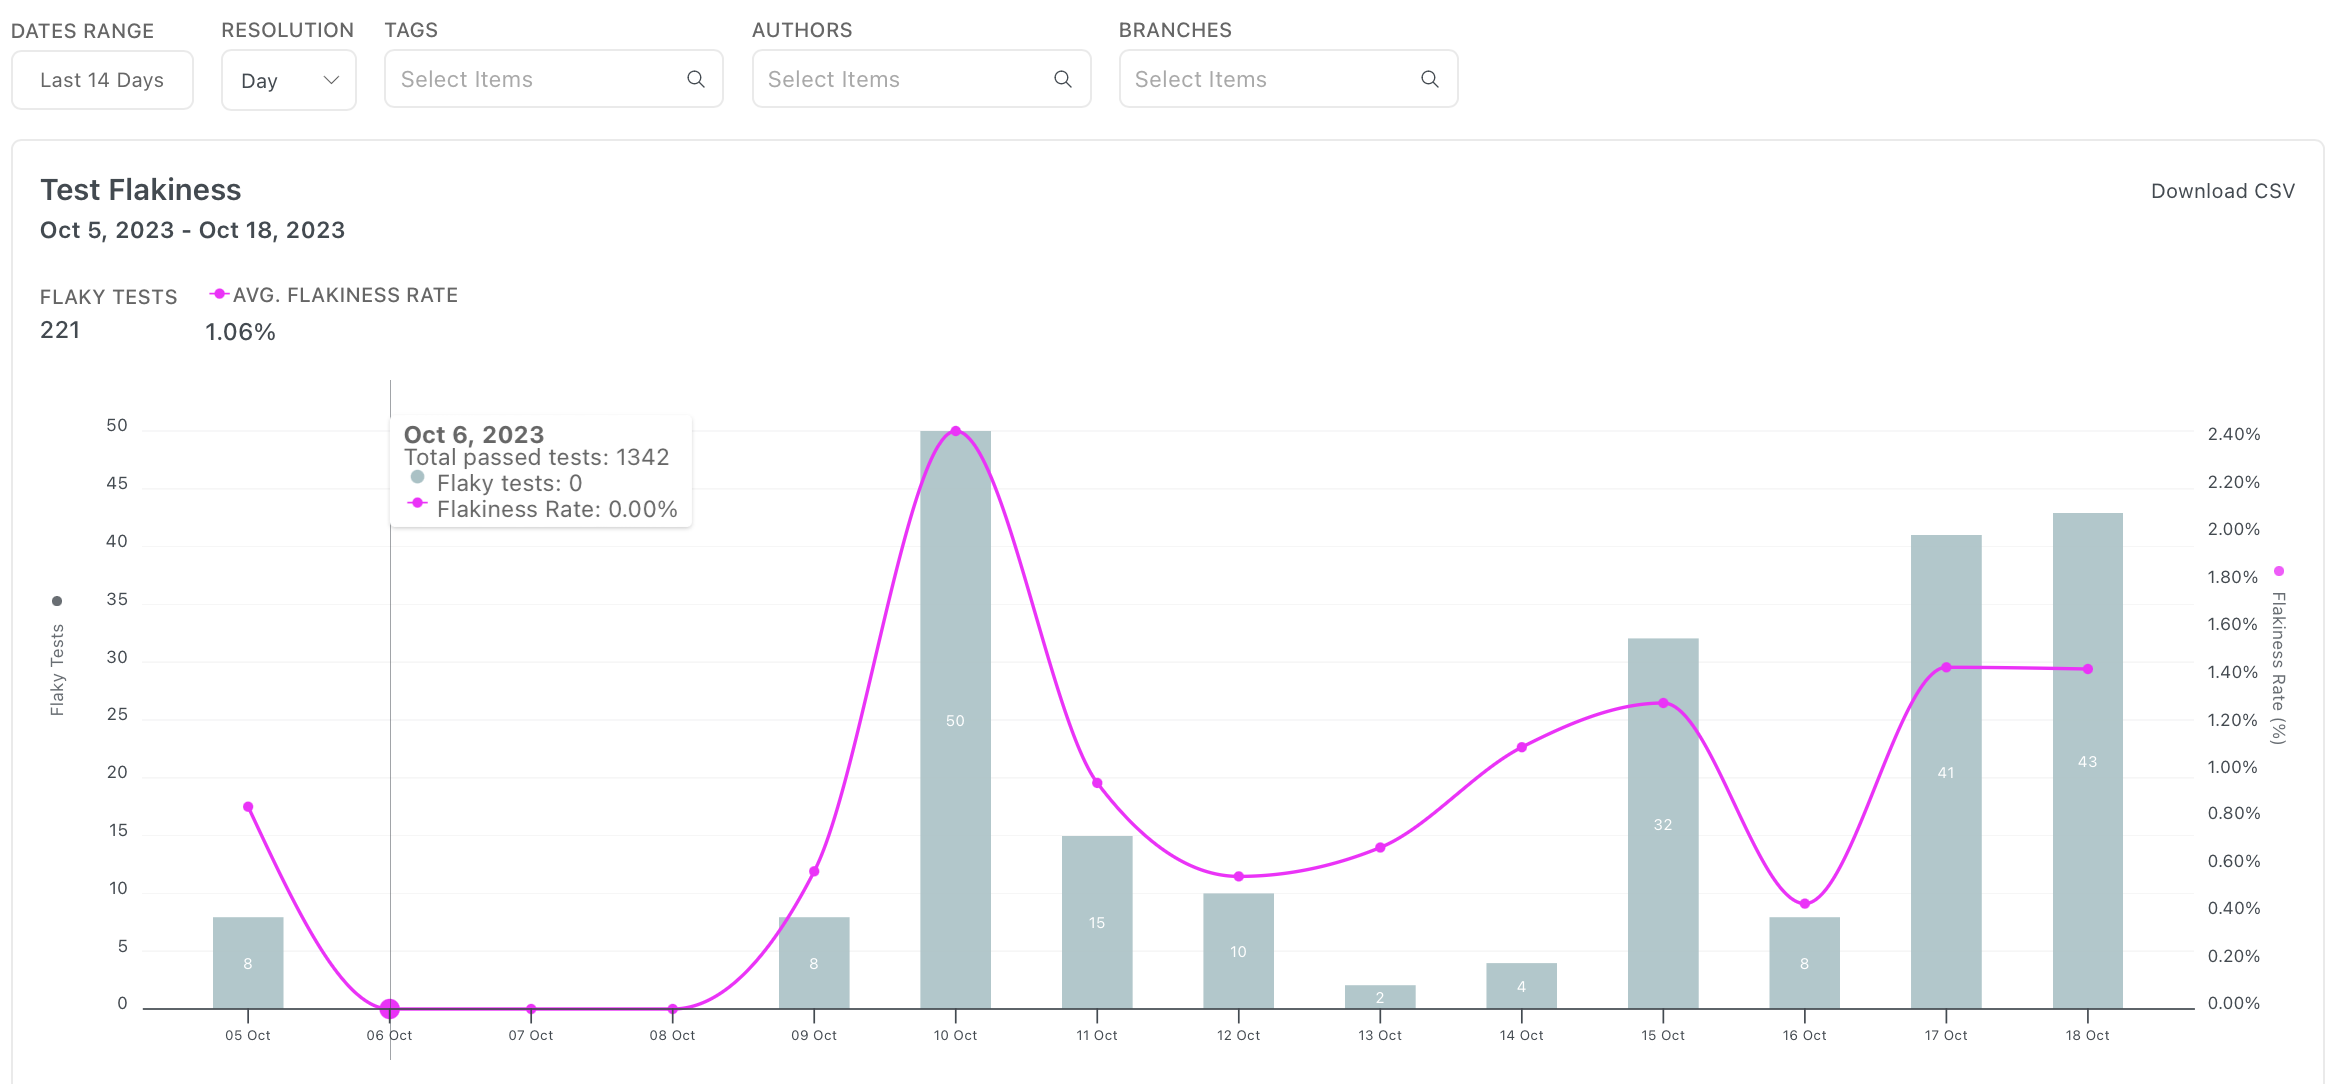 DATES RANGE RESOLUTION TAGS AUTHORS BRANCHES
Last 14 Days Day Select Items Select Items Select Items
Test Flakiness
Download CSV
Oct 5, 2023 - Oct 18, 2023
FLAKY TESTS AVG. FLAKINESS RATE
221 1.06%
Oct 6, 2023
Total passed tests: 1342
Flaky tests: 0
Flakiness Rate: 0.00%
Flaky Tests
50
45
40
35
30
25
20
15
10
5
0
8
8
50
15
10
2
4
32
8
41
43
2.40%
2.20%
2.00%
1.80%
1.60%
1.40%
1.20%
1.00%
0.80%
0.60%
0.40%
0.20%
0.00%
Flakiness Rate (%)
05 Oct 06 Oct 07 Oct 08 Oct 09 Oct 10 Oct 11 Oct 12 Oct 13 Oct 14 Oct 15 Oct 16 Oct 17 Oct 18 Oct